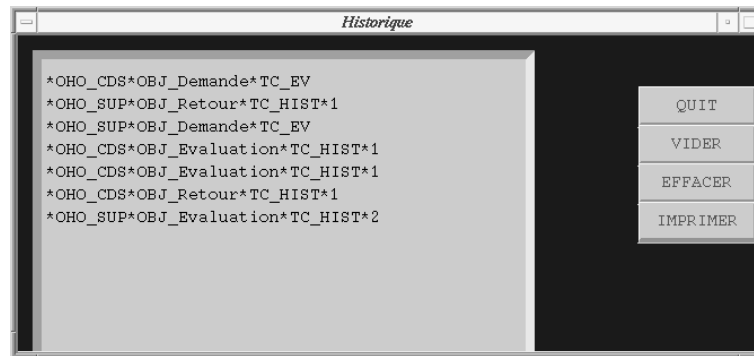 Historique
*OHO_CDS*OBJ_Demande*TC_EV
*OHO_SUP*OBJ_Retour*TC_HIST*1
*OHO_SUP*OBJ_Demande*TC_EV
*OHO_CDS*OBJ_Evaluation*TC_HIST*1
*OHO_CDS*OBJ_Evaluation*TC_HIST*1
*OHO_CDS*OBJ_Retour*TC_HIST*1
*OHO_SUP*OBJ_Evaluation*TC_HIST*2
QUIT
VIDER
EFFACER
IMPRIMER